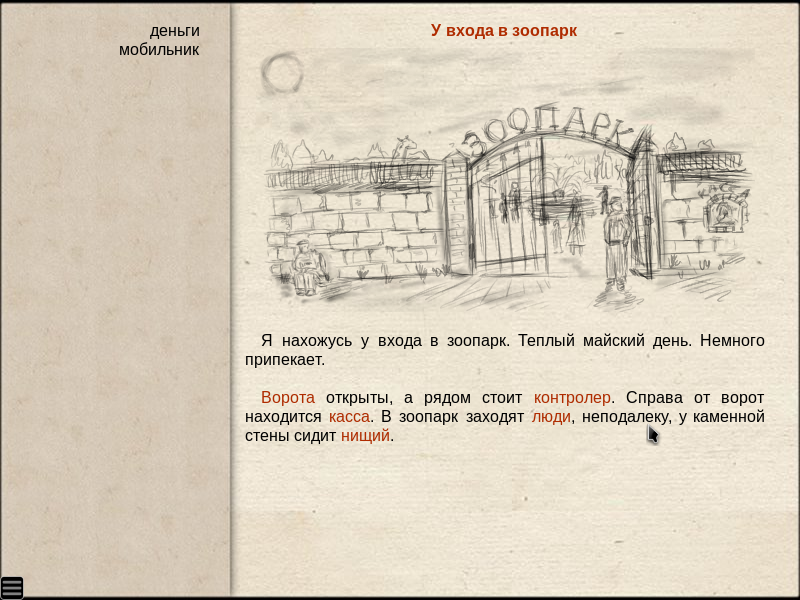 деньги
мобильник
У входа в зоопарк
ЗООПАРК
Я нахожусь у входа в зоопарк. Теплый майский день. Немного
припекает.
Ворота открыты, а рядом стоит контролер. Справа от ворот
находится касса. В зоопарк заходят люди, неподалеку, у каменной
стены сидит нищий.